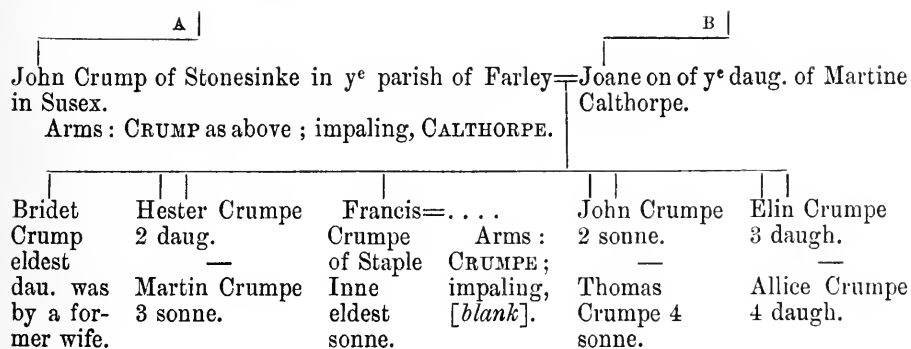 A B
John Crump of Stonesinke in yᵉ parish of Farley=Joane on of yᵉ daug. of Martine
in Susex. Calthorpe.
Arms : CRUMP as above ; impaling, CALTHORPE.
Bridet Hester Crumpe Francis=.... John Crumpe Elin Crumpe
Crump 2 daug. Crumpe Arms : 2 sonne. 3 daugh.
eldest — of Staple CRUMPE ; — —
dau. was Martin Crumpe Inne impaling, Thomas Allice Crumpe
by a for- 3 sonne. eldest [blank]. Crumpe 4 4 daugh.
mer wife. sonne. sonne.